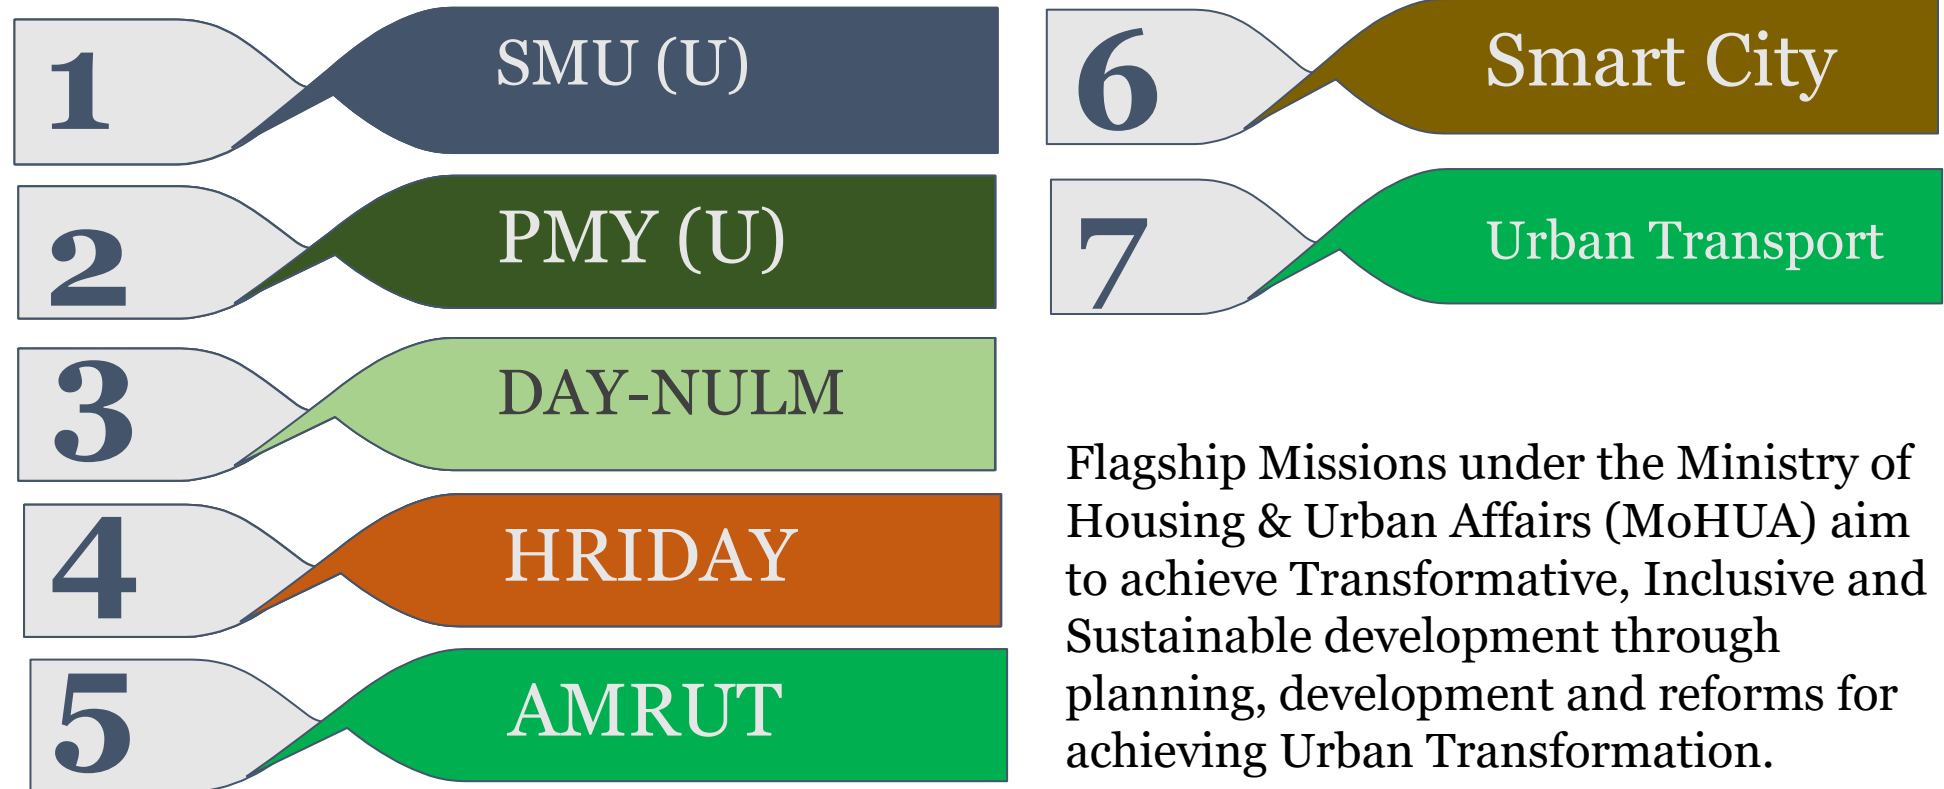 1
SMU (U)
2
PMY (U)
3
DAY-NULM
4
HRIDAY
5
AMRUT
6
Smart City
7
Urban Transport
Flagship Missions under the Ministry of
Housing & Urban Affairs (MoHUA) aim
to achieve Transformative, Inclusive and
Sustainable development through
planning, development and reforms for
achieving Urban Transformation.